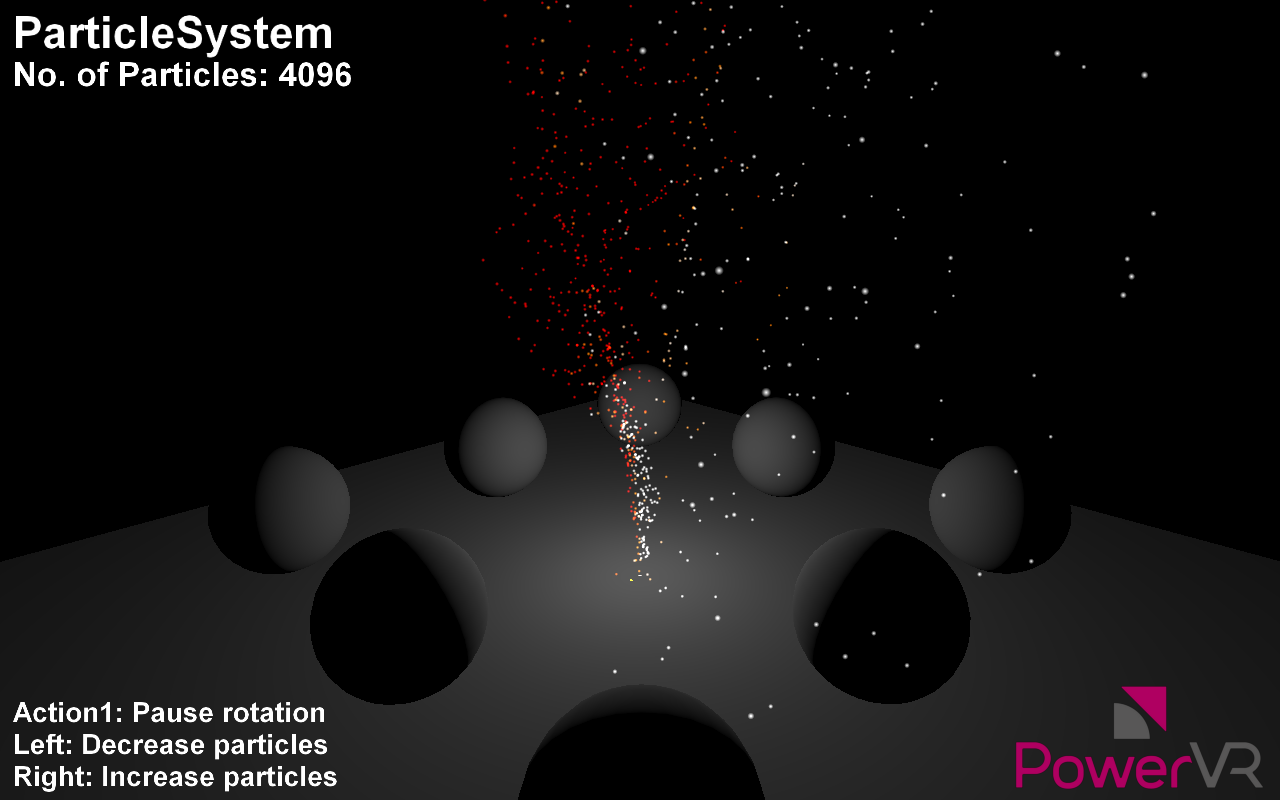 ParticleSystem
No. of Particles: 4096
Action1: Pause rotation
Left: Decrease particles
Right: Increase particles
PowerVR